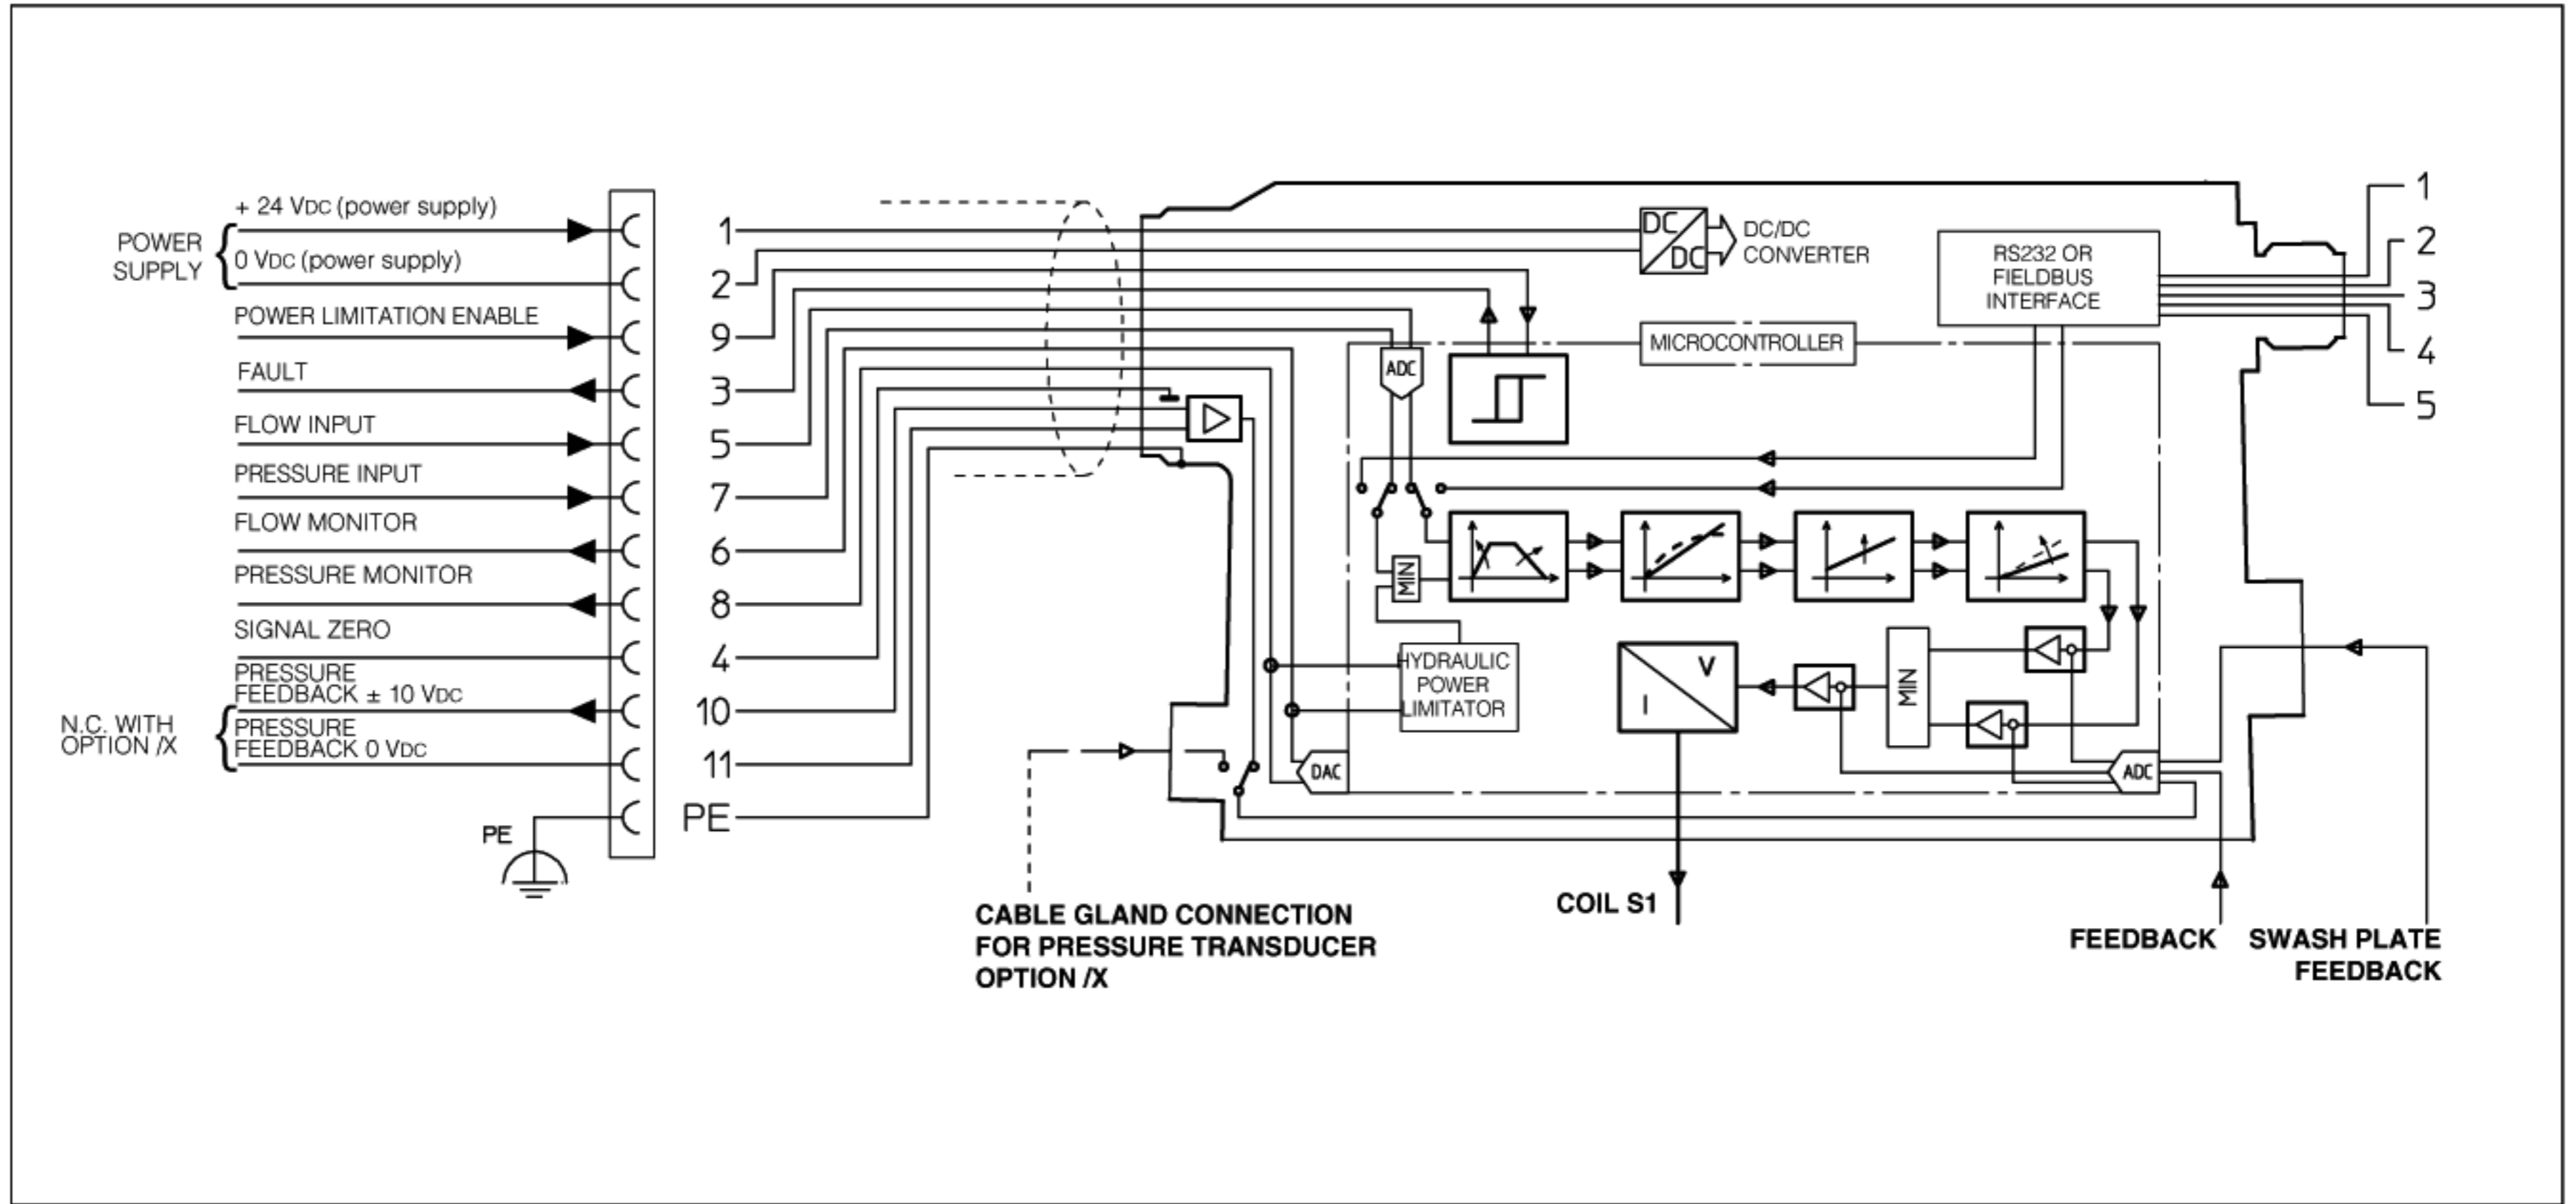 + 24 VDC (power supply)
POWER
SUPPLY
0 VDC (power supply)
POWER LIMITATION ENABLE
FAULT
FLOW INPUT
PRESSURE INPUT
FLOW MONITOR
PRESSURE MONITOR
SIGNAL ZERO
PRESSURE
FEEDBACK ± 10 VDC
N.C. WITH
OPTION /X
PRESSURE
FEEDBACK 0 VDC
PE
1
2
9
3
5
7
6
8
4
10
11
PE
DC
DC
DC/DC
CONVERTER
RS232 OR
FIELDBUS
INTERFACE
1
2
3
4
5
MICROCONTROLLER
ADC
MIN
HYDRAULIC
POWER
LIMITATOR
V
I
MIN
DAC
ADC
CABLE GLAND CONNECTION
FOR PRESSURE TRANSDUCER
OPTION /X
COIL S1
FEEDBACK
SWASH PLATE
FEEDBACK